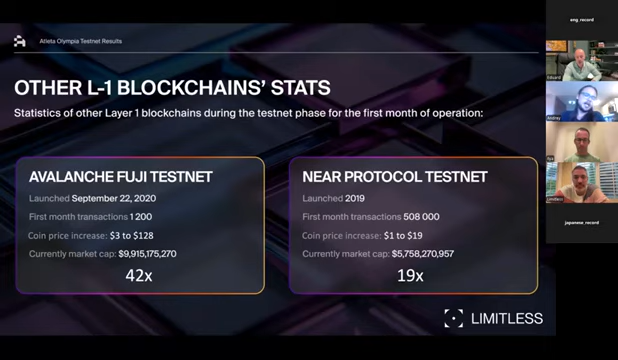 Atleta Olympia Testnet Results
OTHER L-1 BLOCKCHAINS' STATS
Statistics of other Layer 1 blockchains during the testnet phase for the first month of operation:
AVALANCHE FUJI TESTNET
Launched September 22, 2020
First month transactions 1 200
Coin price increase: $3 to $128
Currently market cap: $9,915,175,270
42x
NEAR PROTOCOL TESTNET
Launched 2019
First month transactions 508 000
Coin price increase: $1 to $19
Currently market cap: $5,758,270,957
19x
LIMITLESS
eng_record
Eduard
Andrey
Limitless
japanese_record